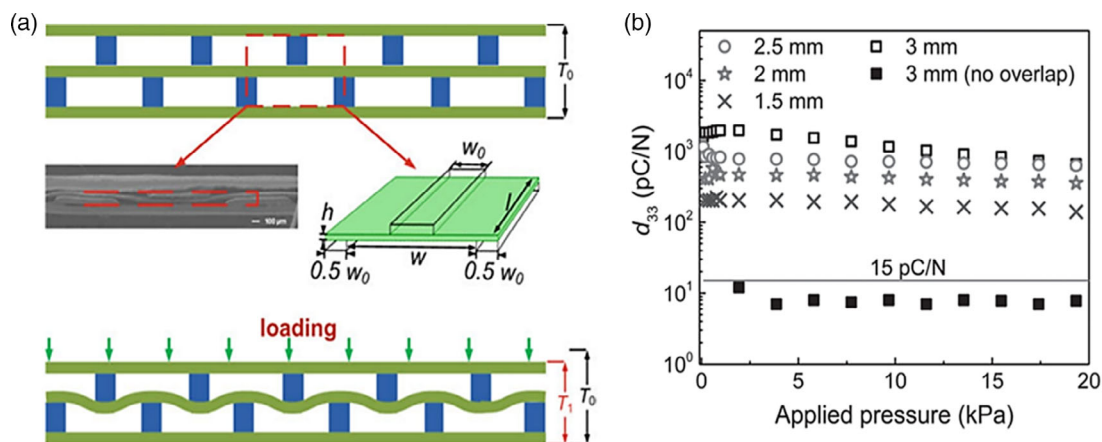 (a)
T₀
w₀
h
l
w
0.5 w₀
0.5 w₀
100 μm
loading
T₁
T₀
(b)
d₃₃ (pC/N)
2.5 mm
3 mm
2 mm
3 mm (no overlap)
1.5 mm
15 pC/N
10⁴
10³
10²
10¹
10⁰
0
5
10
15
20
Applied pressure (kPa)